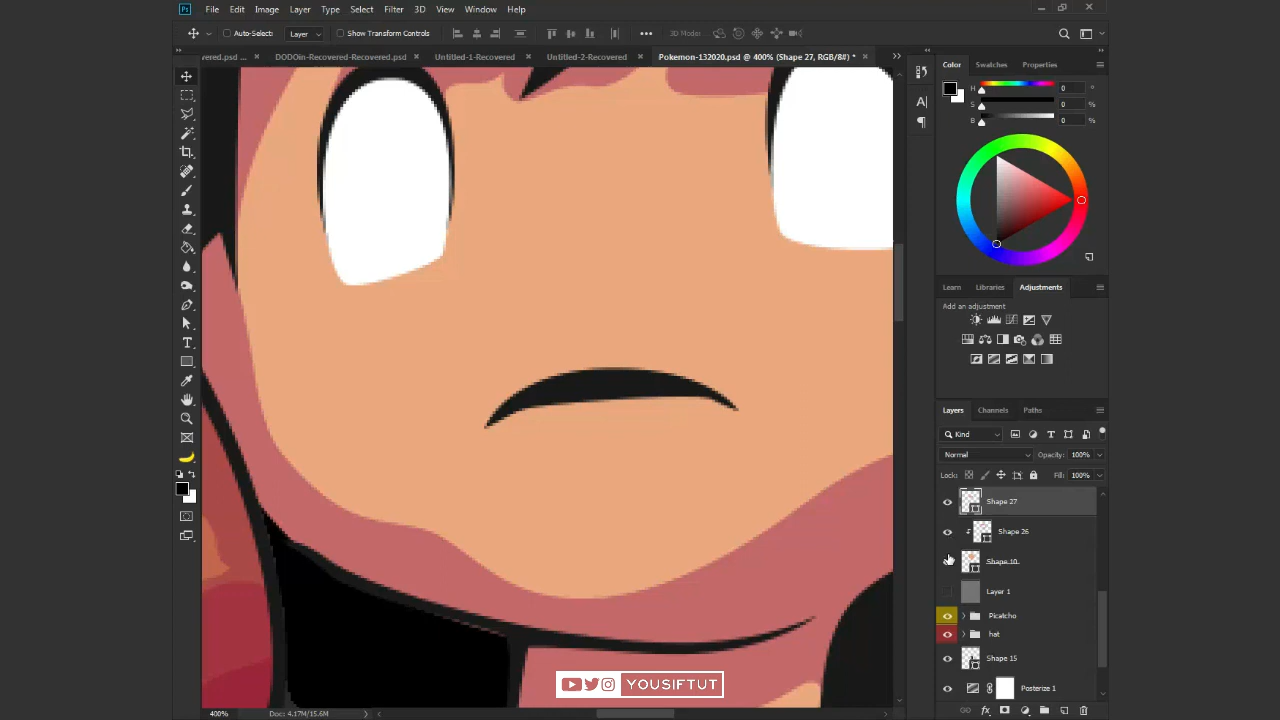 Ps File Edit Image Layer Type Select Filter 3D View Window Help
Auto-Select: Layer Show Transform Controls 3D Mode:
vered.psd DODOin-Recovered-Recovered.psd Untitled-1-Recovered Untitled-2-Recovered Pokemon-132020.psd @ 400% (Shape 27, RGB/8#) *
Color Swatches Properties
H 0 °
S 0 %
B 0 %
Learn Libraries Adjustments
Add an adjustment
Layers Channels Paths
Kind
Normal Opacity: 100%
Lock: Fill: 100%
Shape 27
Shape 26
Shape 10
Layer 1
Picatcho
hat
Shape 15
Posterize 1
YOUSIFTUT
400% Doc: 4.17M/15.6M